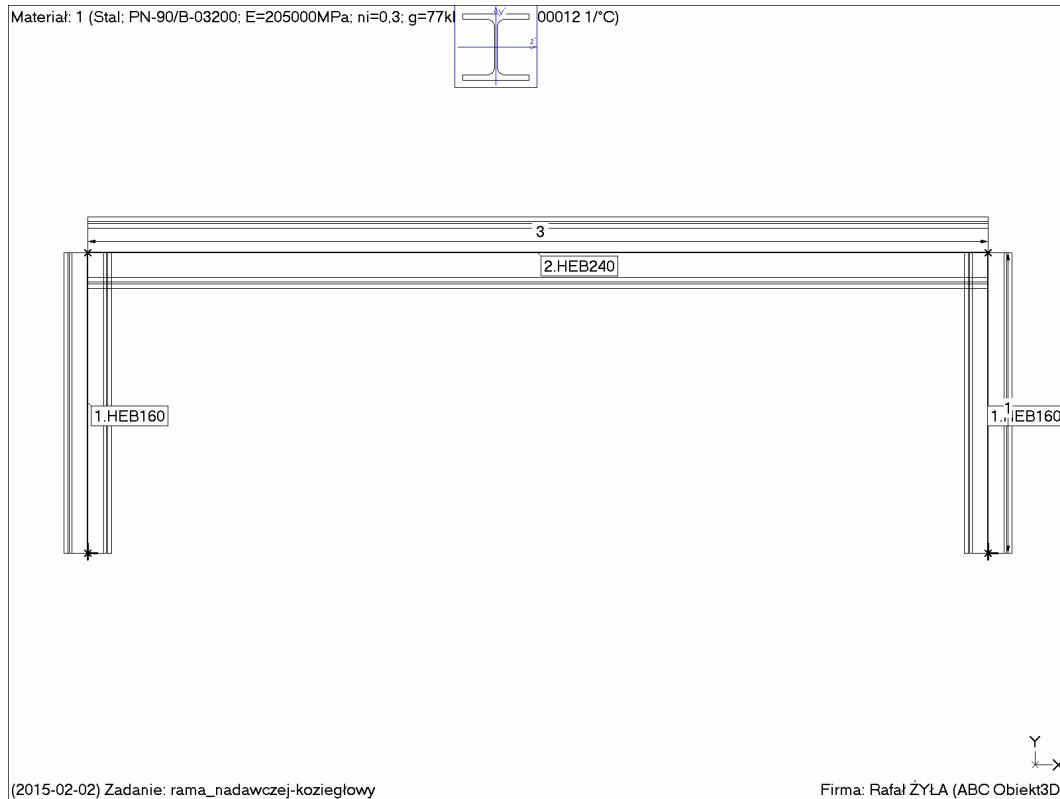 Materiał: 1 (Stal; PN-90/B-03200; E=205000MPa; ni=0,3; g=77k 00012 1/°C)
y'
z'
3
2.HEB240
1.HEB160
1
1. EB160
Y
X
(2015-02-02) Zadanie: rama_nadawczej-koziegłowy
Firma: Rafał ŻYŁA (ABC Obiekt3D